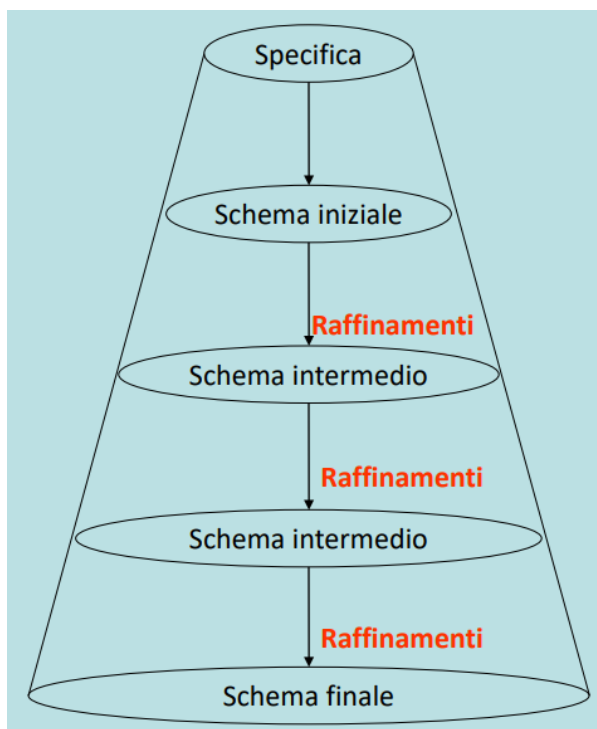 Specifica
Schema iniziale
Raffinamenti
Schema intermedio
Raffinamenti
Schema intermedio
Raffinamenti
Schema finale